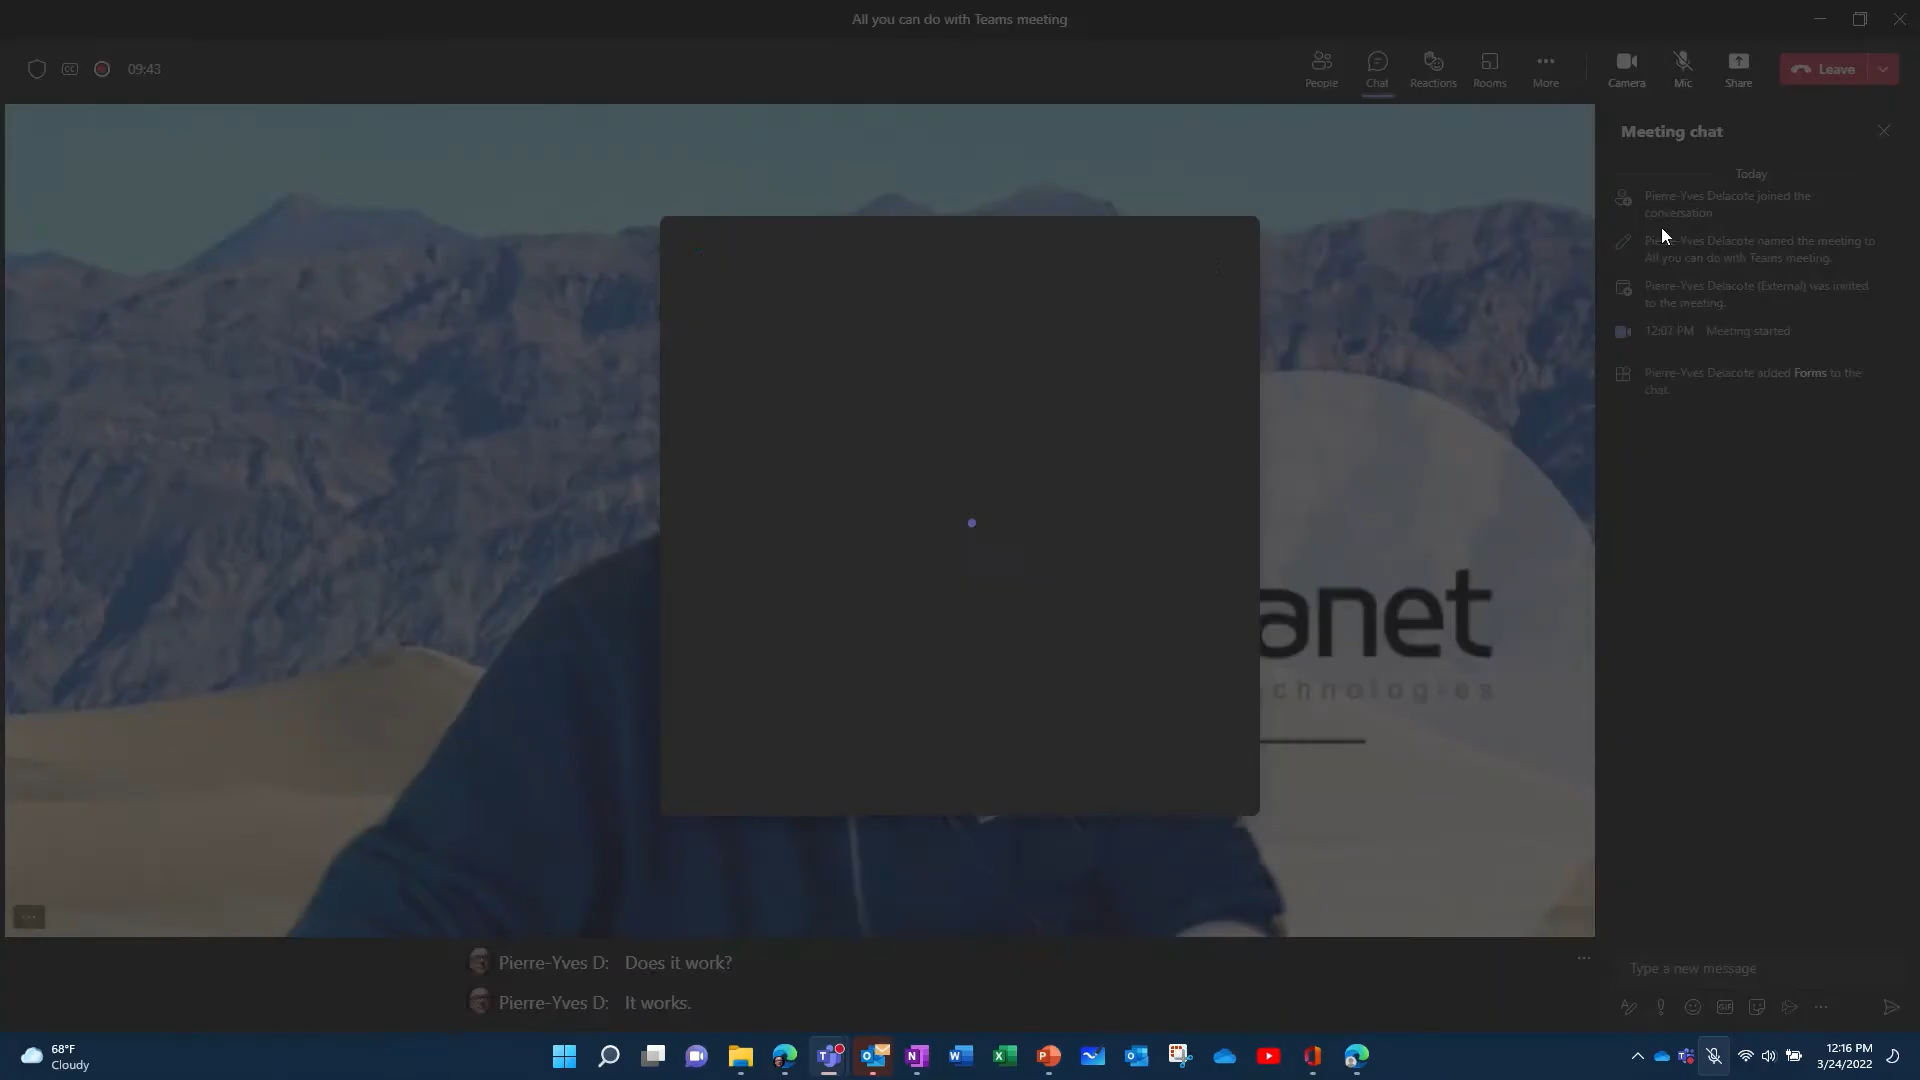 All you can do with Teams meeting
09:43
People
Chat
Reactions
Rooms
More
Camera
Mic
Share
Leave
Meeting chat
Today
Pierre-Yves Delacote joined the
conversation
Pierre-Yves Delacote named the meeting to
All you can do with Teams meeting.
Pierre-Yves Delacote (External) was invited
to the meeting.
12:07 PM Meeting started
Pierre-Yves Delacote added Forms to the
chat.
anet
chnologies
Pierre-Yves D: Does it work?
Pierre-Yves D: It works.
Type a new message
GIF
68°F
Cloudy
12:16 PM
3/24/2022